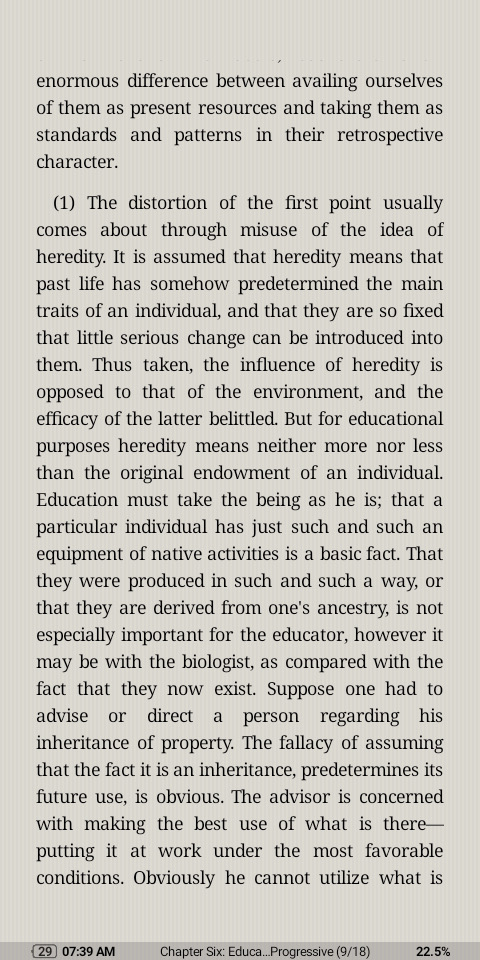 enormous difference between availing ourselves
of them as present resources and taking them as
standards and patterns in their retrospective
character.
(1) The distortion of the first point usually
comes about through misuse of the idea of
heredity. It is assumed that heredity means that
past life has somehow predetermined the main
traits of an individual, and that they are so fixed
that little serious change can be introduced into
them. Thus taken, the influence of heredity is
opposed to that of the environment, and the
efficacy of the latter belittled. But for educational
purposes heredity means neither more nor less
than the original endowment of an individual.
Education must take the being as he is; that a
particular individual has just such and such an
equipment of native activities is a basic fact. That
they were produced in such and such a way, or
that they are derived from one's ancestry, is not
especially important for the educator, however it
may be with the biologist, as compared with the
fact that they now exist. Suppose one had to
advise or direct a person regarding his
inheritance of property. The fallacy of assuming
that the fact it is an inheritance, predetermines its
future use, is obvious. The advisor is concerned
with making the best use of what is there—
putting it at work under the most favorable
conditions. Obviously he cannot utilize what is
29 07:39 AM Chapter Six: Educa...Progressive (9/18) 22.5%